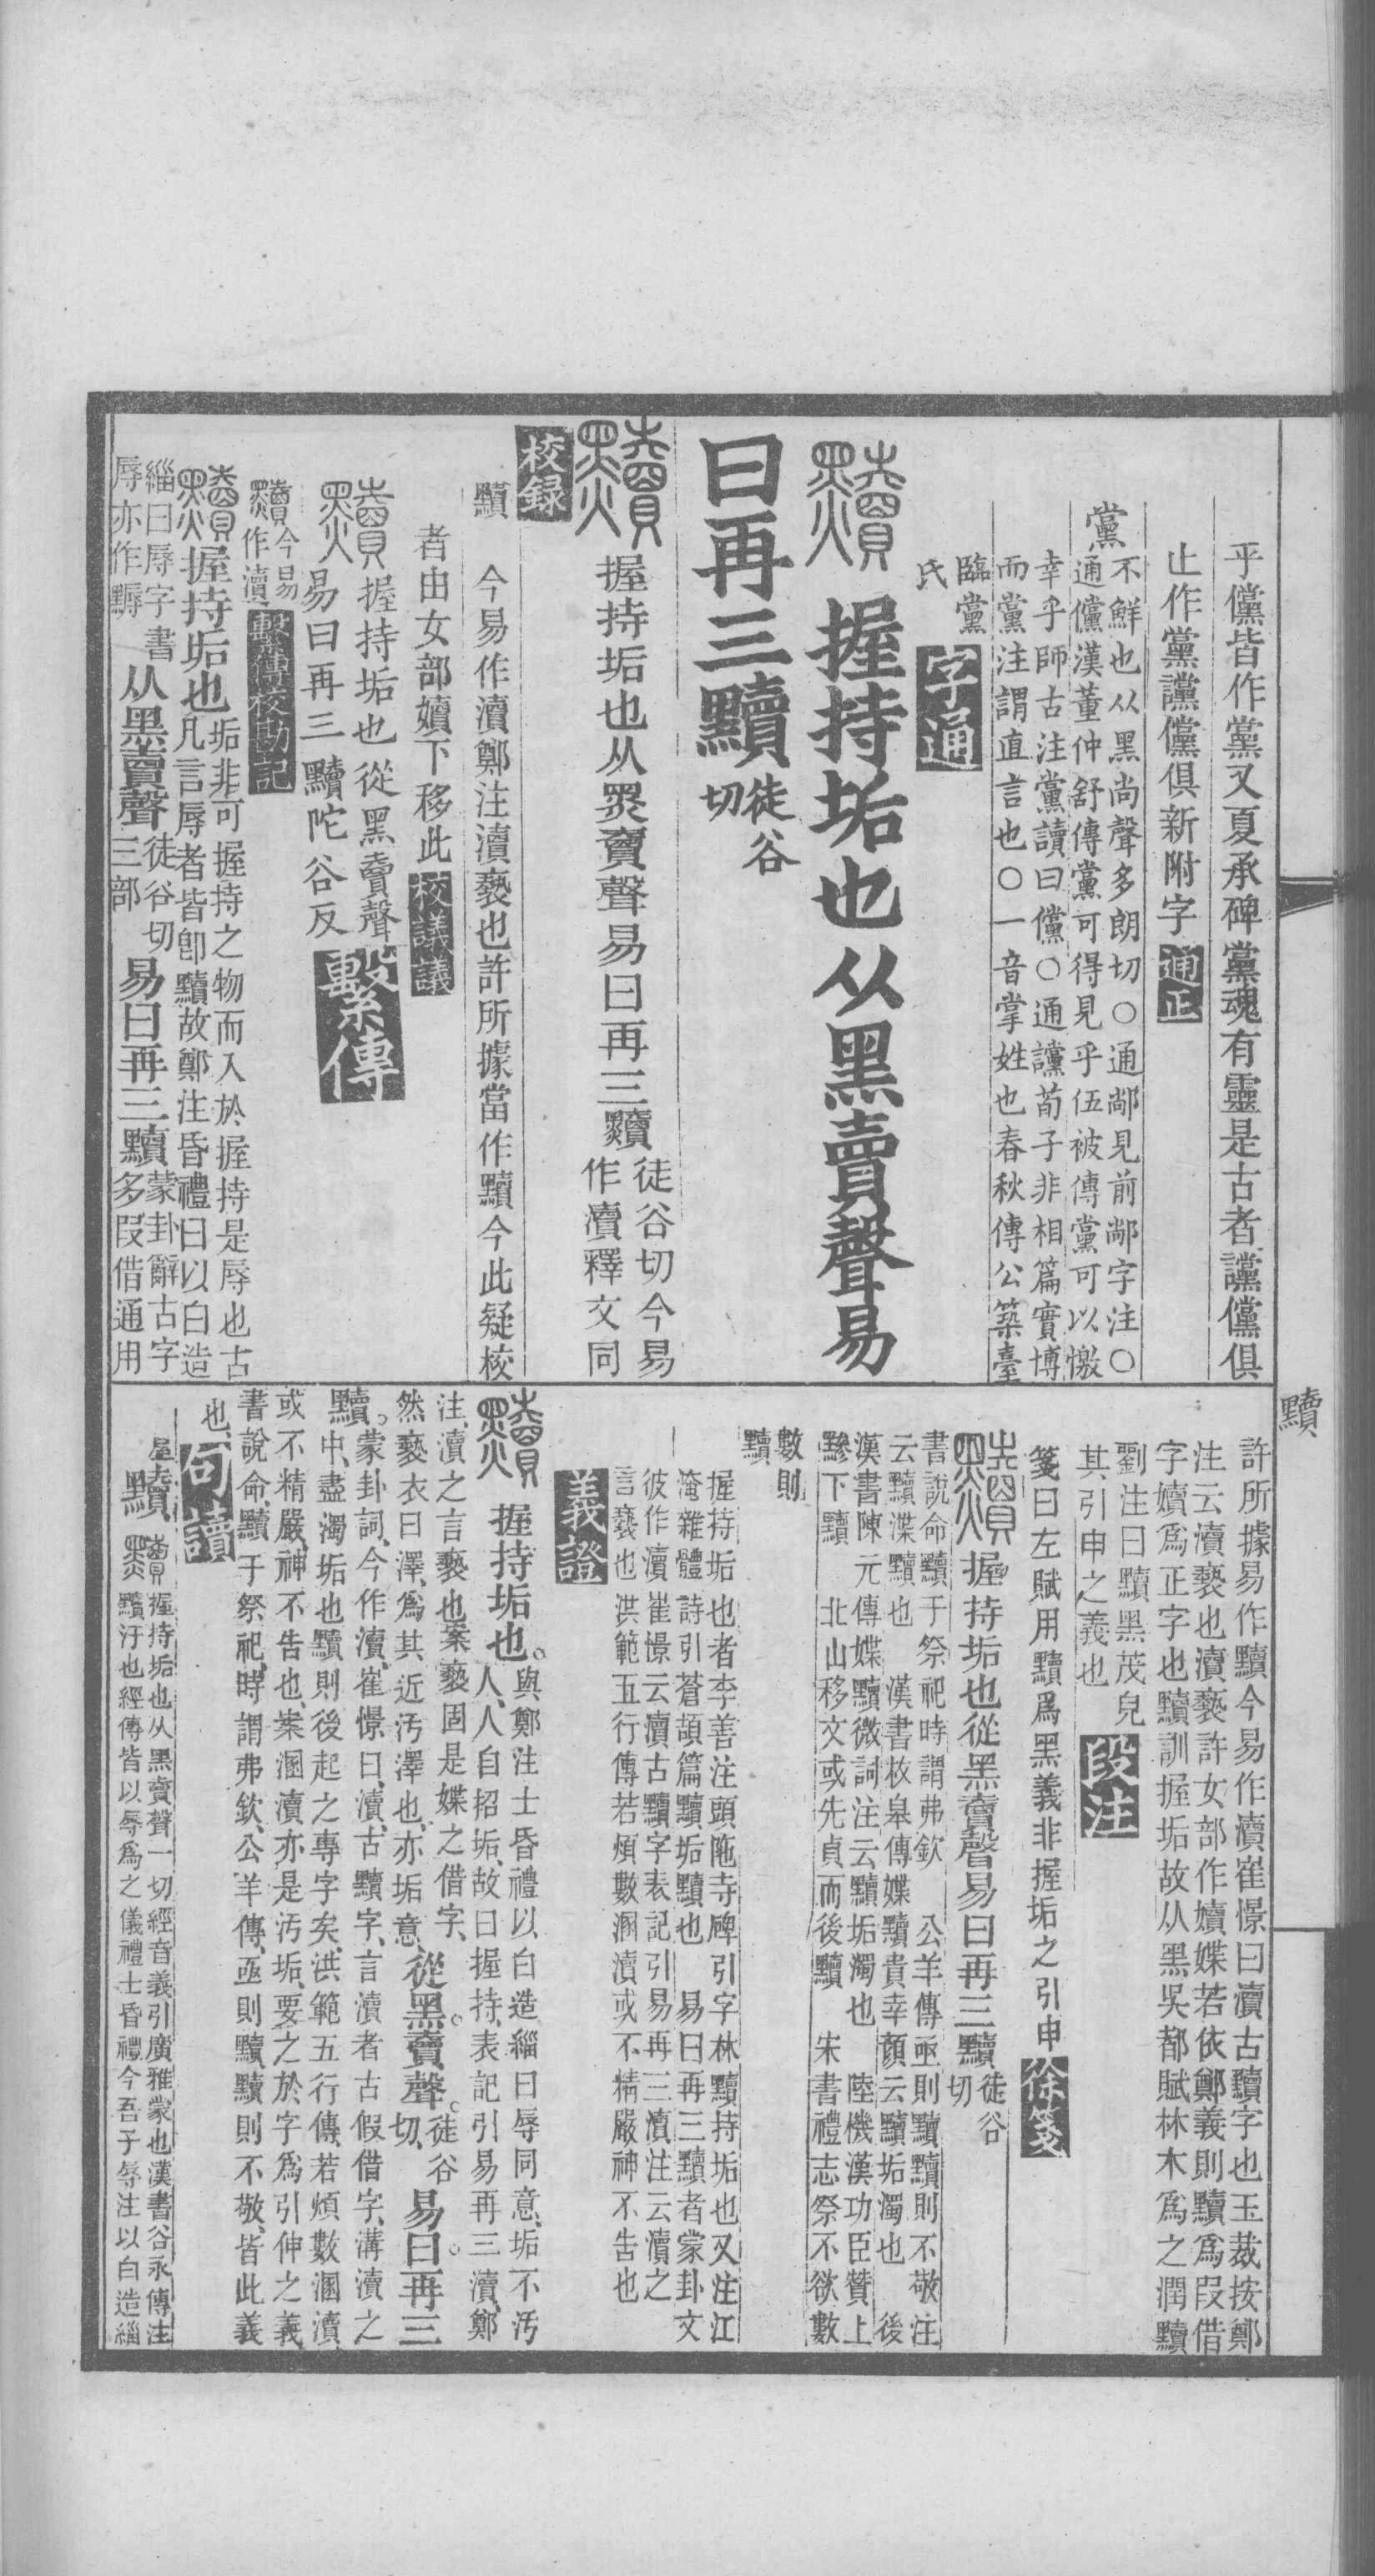 乎儻皆作黨又夏承碑黨魂有靈是古者讜儻俱
止作黨讜儻俱新附字 通正
黨
不鮮也从黑尚聲多朗切○通鄗見前鄗字注○
通儻漢董仲舒傳黨可得見乎伍被傳黨可以憿
幸乎師古注黨讀曰儻○通讜荀子非相篇實博
而黨注謂直言也○一音掌姓也春秋傳公築臺
臨黨
氏
字通
黷 握持垢也从黑賣聲易
曰再三黷 徒谷
切
黷 握持垢也从黑賣聲易曰再三黷 徒谷切今易
作瀆釋文同
校録
黷 今易作瀆鄭注瀆褻也許所據當作黷今此疑校
者由女部嬻下移此 校議議
黷 握持垢也從黑賣聲
易曰再三黷陀谷反 繫傳
黷 今易
作瀆 繫傳校勘記
黷 握持垢也 垢非可握持之物而入於握持是辱也古
凡言辱者皆卽黷故鄭注昏禮曰以白造
緇曰辱字書
辱亦作黣 从黑賣聲 徒谷切
三部 易曰再三黷 蒙卦辭古字
多叚借通用
黷
許所據易作黷今易作瀆崔憬曰瀆古黷字也玉裁按鄭
注云瀆褻也瀆褻許女部作嬻媟若依鄭義則黷爲叚借
字嬻爲正字也黷訓握垢故从黑吳都賦林木爲之潤黷
劉注曰黷黑茂皃
其引申之義也 段注
箋曰左賦用黷爲黑義非握垢之引申 徐箋
黷 握持垢也從黑賣聲易曰再三黷 徒谷
切
書說命黷于祭祀時謂弗欽 公羊傳亟則黷黷則不敬注
云黷渫黷也 漢書枚皋傳媟黷貴幸顏云黷垢濁也 後
漢書陳元傳媟黷微詞注云黷垢濁也 陸機漢功臣贊上
黲下黷 北山移文或先貞而後黷 宋書禮志祭不欲數
數則
黷
握持垢也者李善注頭陁寺碑引字林黷持垢也又注江
淹雜體詩引蒼頡篇黷垢黷也 易曰再三黷者蒙卦文
彼作瀆崔憬云瀆古黷字表記引易再三瀆注云瀆之
言褻也洪範五行傳若煩數溷瀆或不精嚴神不告也
義證
黷 握持垢也。 與鄭注士昏禮以白造緇曰辱同意、垢不汚
人、人自招垢、故曰握持、表記引易再三瀆、鄭
注、瀆之言褻也案褻固是媟之借字、
然褻衣曰澤、爲其近汚澤也、亦垢意、 從黑。賣聲。 徒谷
切、 易曰。再三
黷。 蒙卦詞、今作瀆、崔憬曰、瀆、古黷字、言瀆者古假借字、溝瀆之
中、盡濁垢也、黷則後起之專字矣、洪範五行傳、若煩數溷瀆、
或不精嚴、神不告也、案溷瀆亦是汚垢、要之於字爲引伸之義、
書說命、黷于祭祀、時謂弗欽、公羊傳、亟則黷、黷則不敬、皆此義
也、 句讀
屋 黷 黷 握持垢也从黑賣聲一切經音義引廣雅蒙也漢書谷永傳注
黷汙也經傳皆以辱爲之儀禮士昏禮今吾子辱注以白造緇